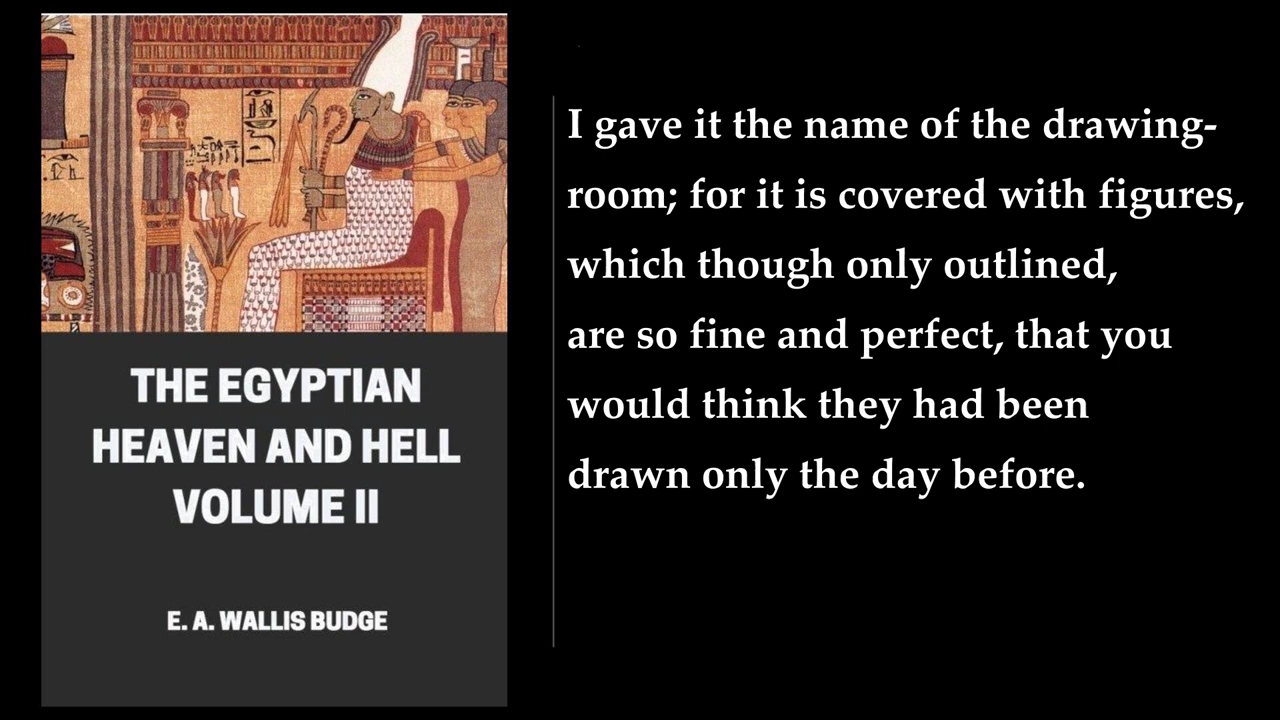 THE EGYPTIAN
HEAVEN AND HELL
VOLUME II
E. A. WALLIS BUDGE
I gave it the name of the drawing-
room; for it is covered with figures,
which though only outlined,
are so fine and perfect, that you
would think they had been
drawn only the day before.